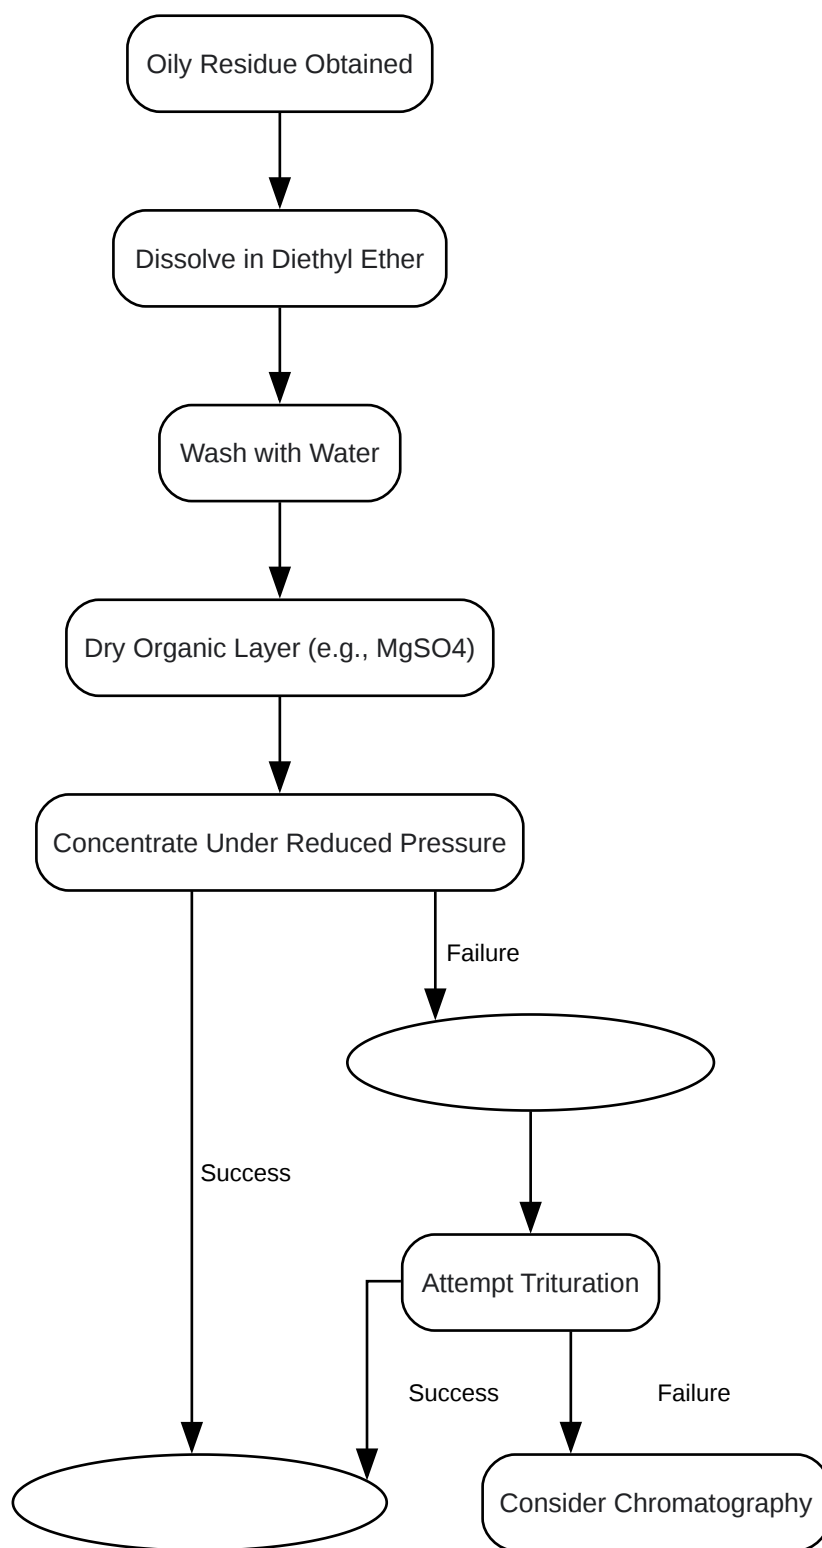 Oily Residue Obtained
Dissolve in Diethyl Ether
Wash with Water
Dry Organic Layer (e.g., MgSO4)
Concentrate Under Reduced Pressure
Failure
Success
Attempt Trituration
Success
Failure
Consider Chromatography